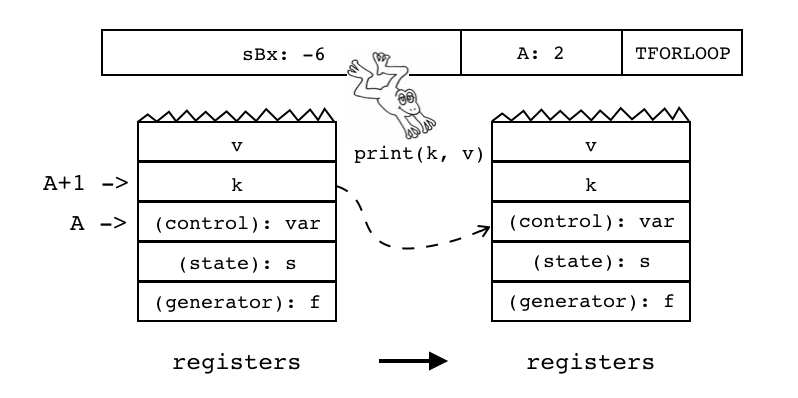 sBx: -6
A: 2
TFORLOOP
v
A+1 -> k
A -> (control): var
(state): s
(generator): f
registers
print(k, v)
v
k
(control): var
(state): s
(generator): f
registers